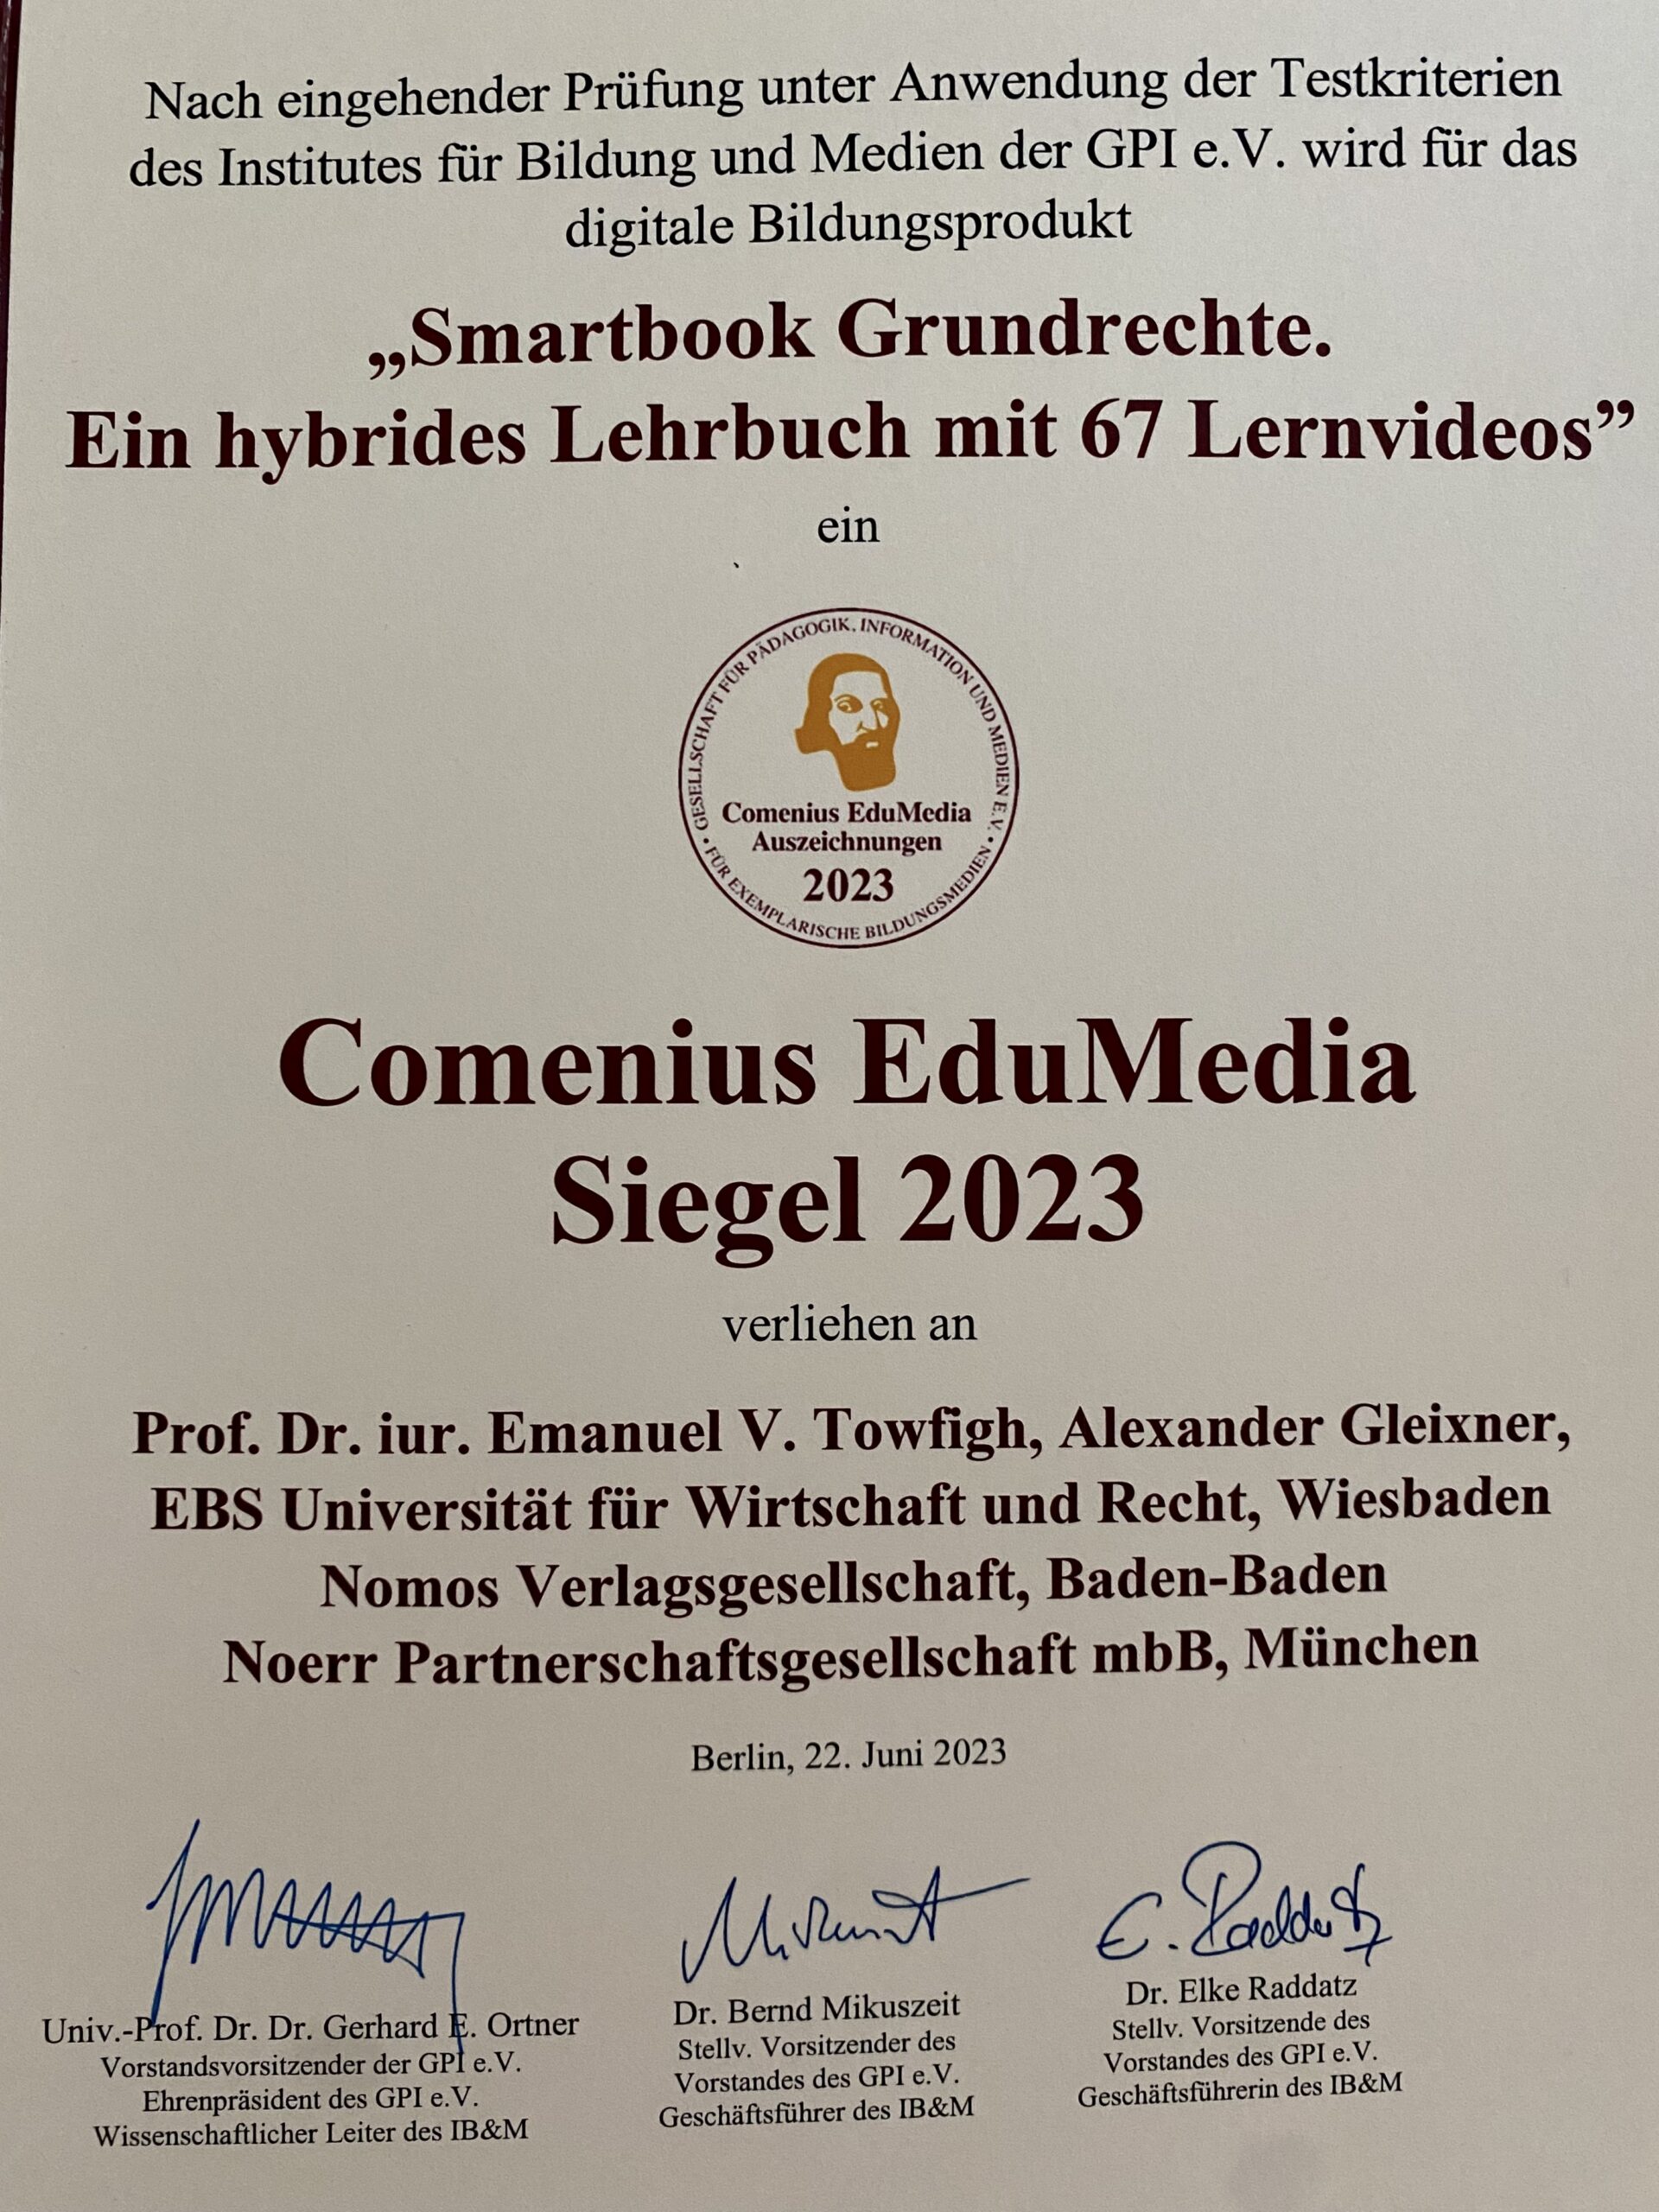 Nach eingehender Prüfung unter Anwendung der Testkriterien
des Institutes für Bildung und Medien der GPI e.V. wird für das
digitale Bildungsprodukt
„Smartbook Grundrechte.
Ein hybrides Lehrbuch mit 67 Lernvideos”
ein
GESELLSCHAFT FÜR PÄDAGOGIK, INFORMATION UND MEDIEN E.V.
Comenius EduMedia
Auszeichnungen
2023
• FÜR EXEMPLARISCHE BILDUNGSMEDIEN •
Comenius EduMedia
Siegel 2023
verliehen an
Prof. Dr. iur. Emanuel V. Towfigh, Alexander Gleixner,
EBS Universität für Wirtschaft und Recht, Wiesbaden
Nomos Verlagsgesellschaft, Baden-Baden
Noerr Partnerschaftsgesellschaft mbB, München
Berlin, 22. Juni 2023
E. Raddatz
Univ.-Prof. Dr. Dr. Gerhard E. Ortner
Vorstandsvorsitzender der GPI e.V.
Ehrenpräsident des GPI e.V.
Wissenschaftlicher Leiter des IB&M
Dr. Bernd Mikuszeit
Stellv. Vorsitzender des
Vorstandes des GPI e.V.
Geschäftsführer des IB&M
Dr. Elke Raddatz
Stellv. Vorsitzende des
Vorstandes des GPI e.V.
Geschäftsführerin des IB&M